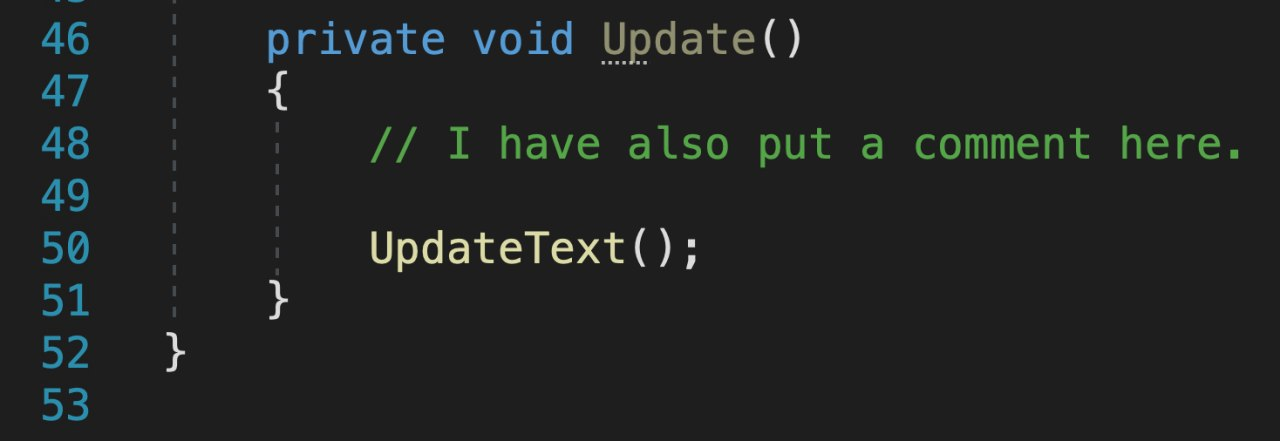 46 private void Update()
47 {
48 // I have also put a comment here.
49
50 UpdateText();
51 }
52 }
53